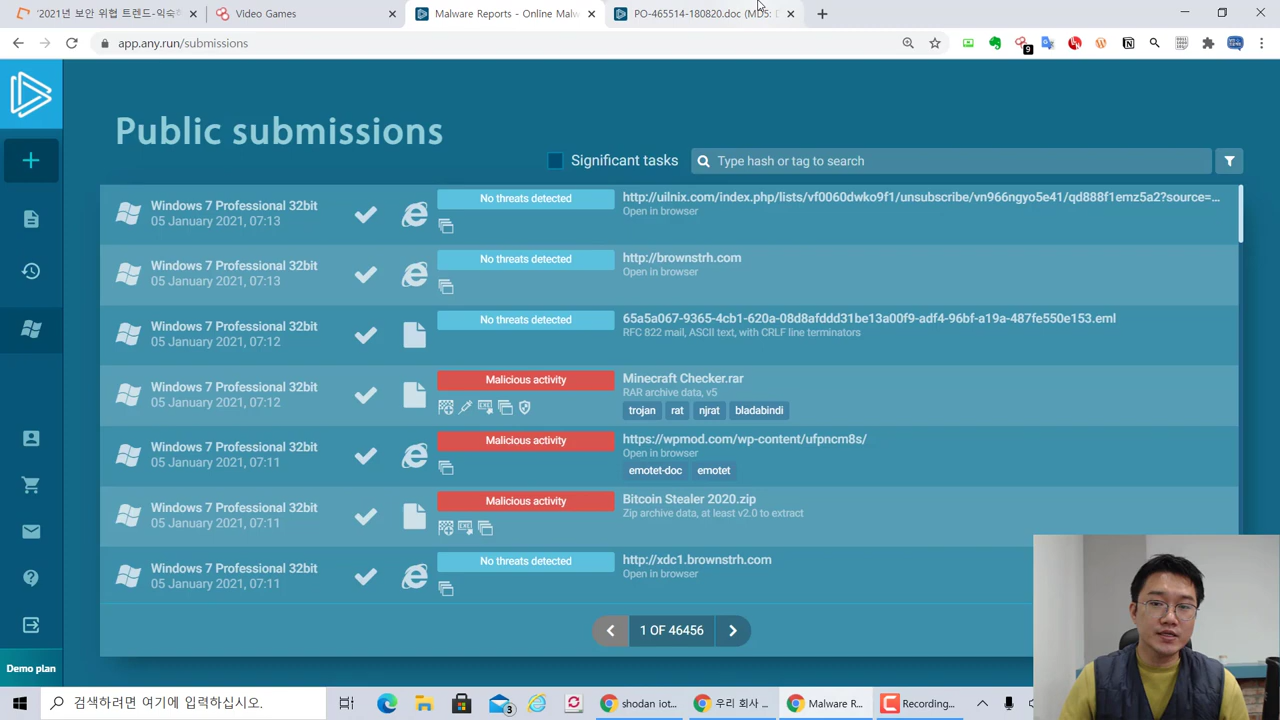 '2021 보안 위협 트렌드-익숙
Video Games
Malware Reports - Online Malw
PO-465514-180820.doc (MD5: D
app.any.run/submissions
9
Public submissions
Significant tasks
Type hash or tag to search
Windows 7 Professional 32bit
05 January 2021, 07:13
No threats detected
http://uilnix.com/index.php/lists/vf0060dwko9f1/unsubscribe/vn966ngyo5e41/qd888f1emz5a2?source=...
Open in browser
Windows 7 Professional 32bit
05 January 2021, 07:13
No threats detected
http://brownstrh.com
Open in browser
Windows 7 Professional 32bit
05 January 2021, 07:12
No threats detected
65a5a067-9365-4cb1-620a-08d8afddd31be13a00f9-adf4-96bf-a19a-487fe550e153.eml
RFC 822 mail, ASCII text, with CRLF line terminators
Windows 7 Professional 32bit
05 January 2021, 07:12
Malicious activity
Minecraft Checker.rar
RAR archive data, v5
trojan rat njrat bladabindi
Windows 7 Professional 32bit
05 January 2021, 07:11
Malicious activity
https://wpmod.com/wp-content/ufpncm8s/
Open in browser
emotet-doc emotet
Windows 7 Professional 32bit
05 January 2021, 07:11
Malicious activity
Bitcoin Stealer 2020.zip
Zip archive data, at least v2.0 to extract
Windows 7 Professional 32bit
05 January 2021, 07:11
No threats detected
http://xdc1.brownstrh.com
Open in browser
1 OF 46456
Demo plan
검색하려면 여기에 입력하십시오.
3
shodan iot...
우리 회사 ...
Malware R...
Recording...